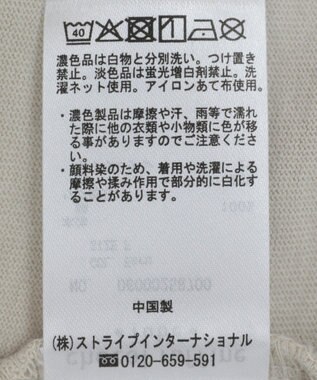 40
濃色品は白物と分別洗い。つけ置き
禁止。淡色品は蛍光増白剤禁止。洗
濯ネット使用。アイロンあて布使用。
・濃色製品は摩擦や汗、雨等で濡れ
た際に他の衣類や小物類に色が移
る事がありますのでご注意くださ
い。
・顔料染のため、着用や洗濯による
摩擦や揉み作用で部分的に白化す
ることがあります。
中国製
(株)ストライプインターナショナル
0120-659-591